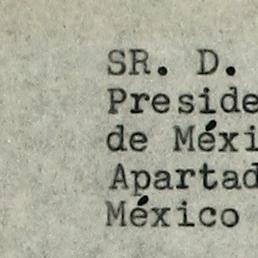 SR. D.
Preside
de Méxi
Apartad
México